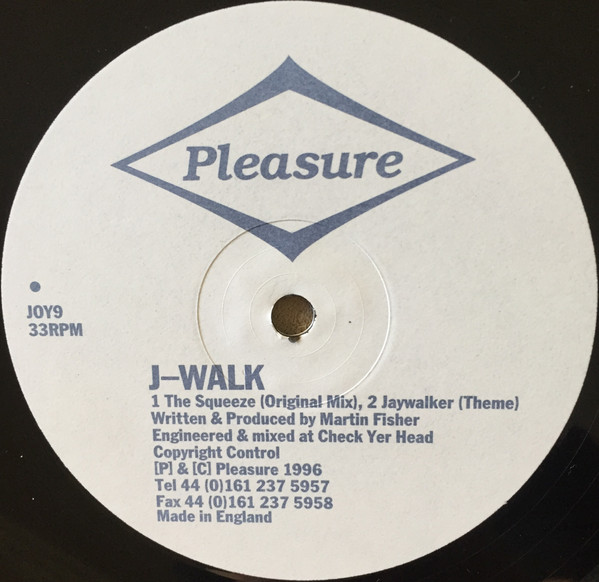 Pleasure
JOY9
33RPM
J–WALK
1 The Squeeze (Original Mix), 2 Jaywalker (Theme)
Written & Produced by Martin Fisher
Engineered & mixed at Check Yer Head
Copyright Control
[P] & [C] Pleasure 1996
Tel 44 (0)161 237 5957
Fax 44 (0)161 237 5958
Made in England